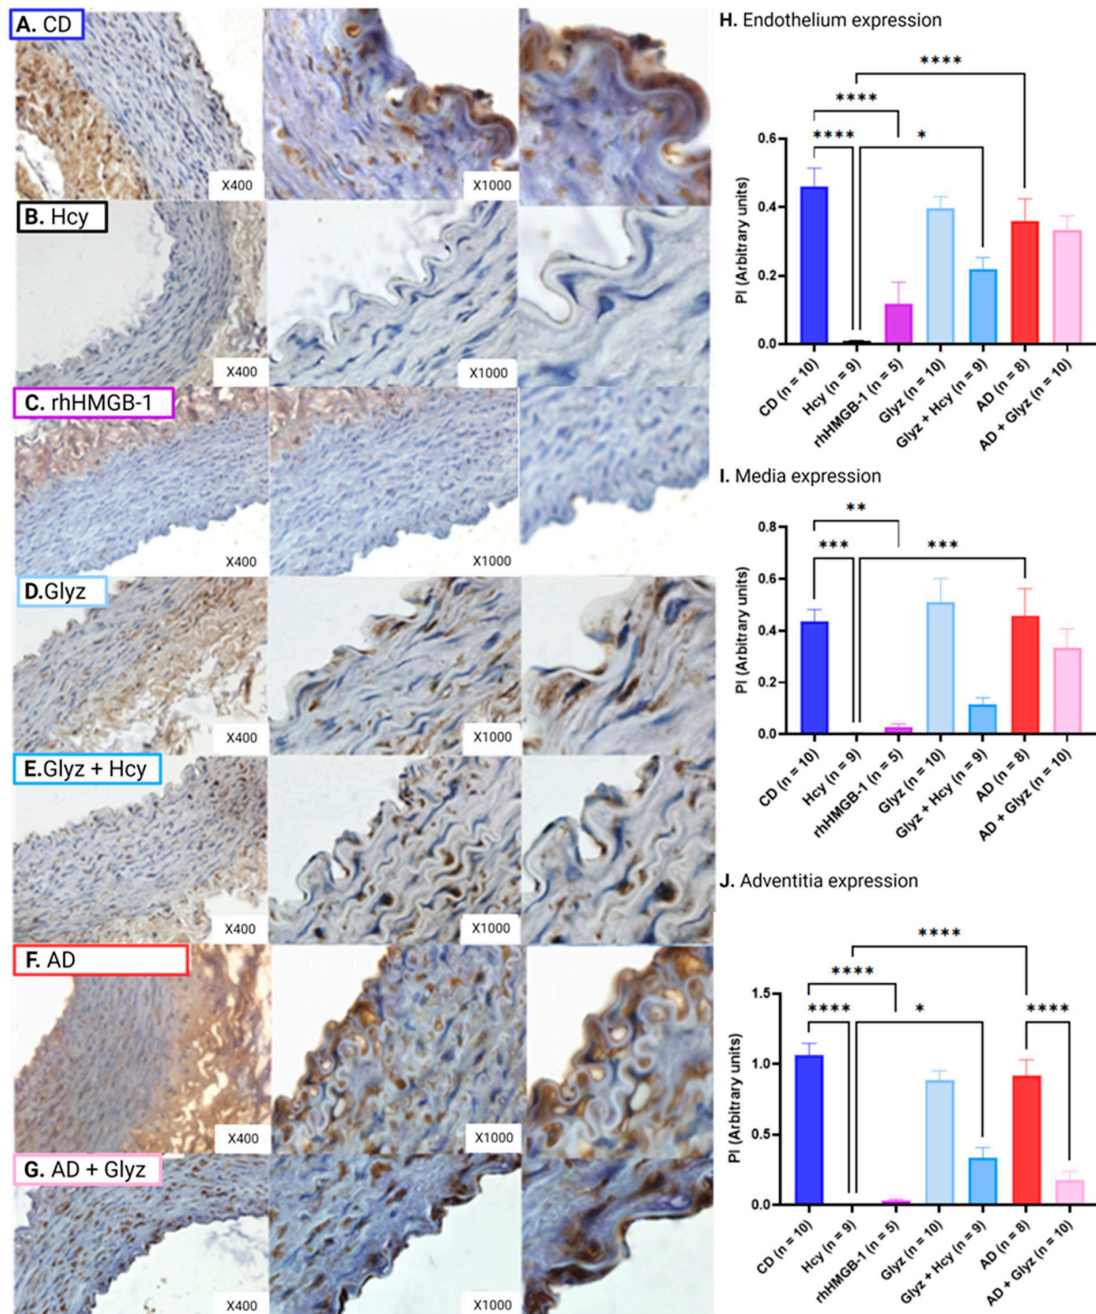 A. CD
X400
X1000
B. Hcy
X400
X1000
C. rhHMGB-1
X400
X1000
D.Glyz
X400
X1000
E.Glyz + Hcy
X400
X1000
F. AD
X400
X1000
G. AD + Glyz
X400
X1000
H. Endothelium expression
****
****
**** *
PI (Arbitrary units)
0.6
0.4
0.2
0.0
CD (n = 10)
Hcy (n = 9)
rhHMGB-1 (n = 5)
Glyz (n = 10)
Glyz + Hcy (n = 9)
AD (n = 8)
AD + Glyz (n = 10)
I. Media expression
**
*** ***
PI (Arbitrary units)
0.8
0.6
0.4
0.2
0.0
CD (n = 10)
Hcy (n = 9)
rhHMGB-1 (n = 5)
Glyz (n = 10)
Glyz + Hcy (n = 9)
AD (n = 8)
AD + Glyz (n = 10)
J. Adventitia expression
****
****
**** * ****
PI (Arbitrary units)
1.5
1.0
0.5
0.0
CD (n = 10)
Hcy (n = 9)
rhHMGB-1 (n = 5)
Glyz (n = 10)
Glyz + Hcy (n = 9)
AD (n = 8)
AD + Glyz (n = 10)